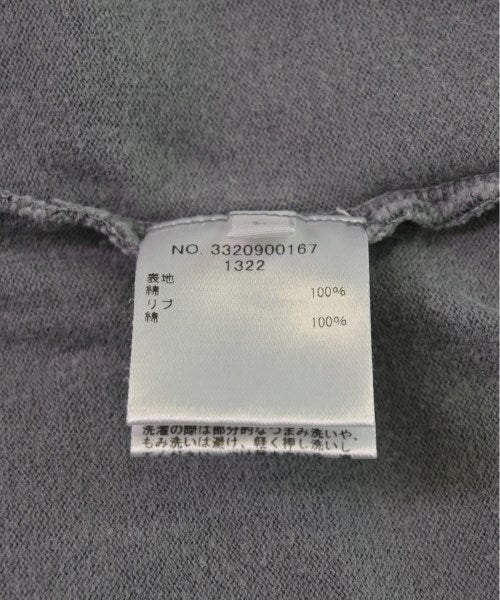 NO. 3320900167
1322
表地
綿 100%
リブ
綿 100%
洗濯の際は部分的なつまみ洗いや、
もみ洗いは避け、軽く押し洗いし